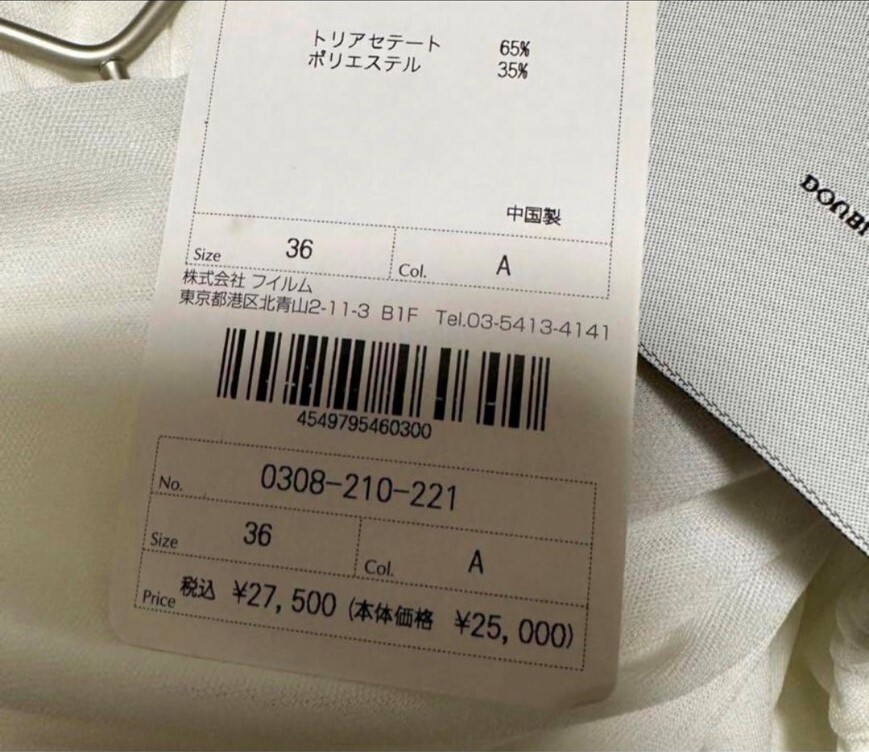 トリアセテート 65%
ポリエステル 35%
中国製
Size 36 Col. A
株式会社 フイルム
東京都港区北青山2-11-3 B1F Tel.03-5413-4141
4549795460300
No. 0308-210-221
Size 36 Col. A
Price 税込 ¥27,500 (本体価格 ¥25,000)